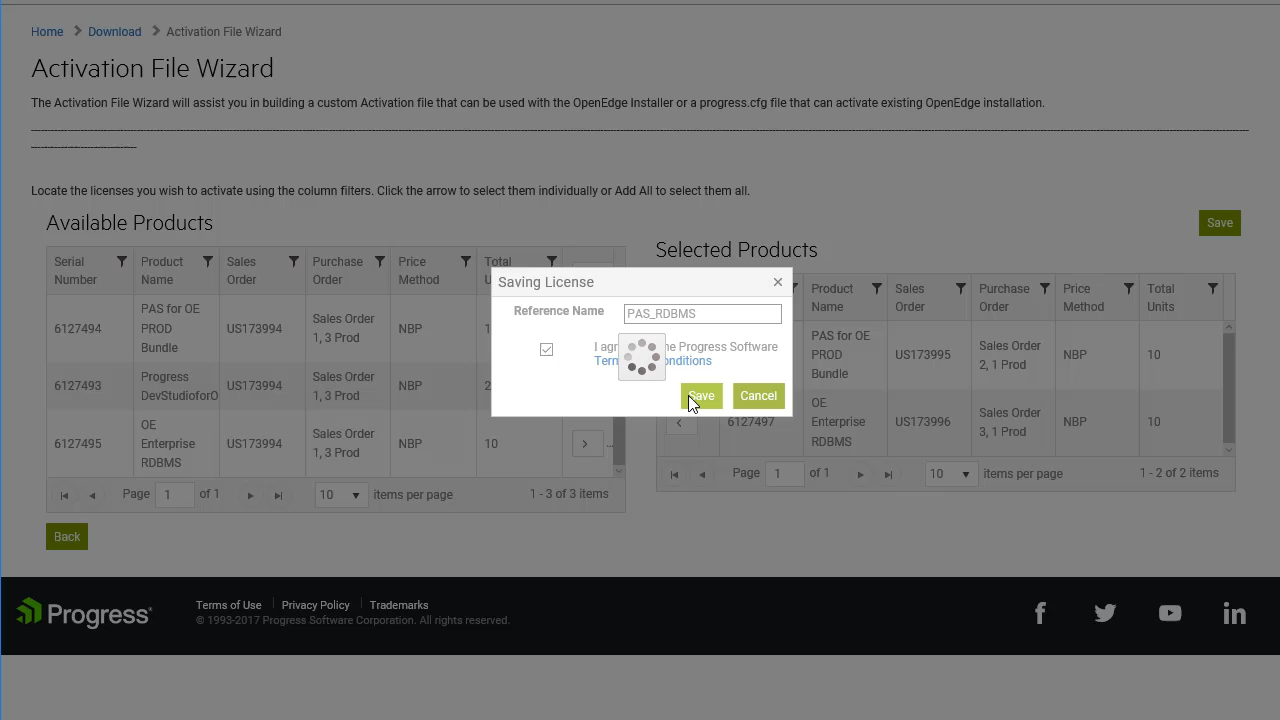 Home > Download > Activation File Wizard
Activation File Wizard
The Activation File Wizard will assist you in building a custom Activation file that can be used with the OpenEdge Installer or a progress.cfg file that can activate existing OpenEdge installation.
Locate the licenses you wish to activate using the column filters. Click the arrow to select them individually or Add All to select them all.
Available Products
Save
Serial Number
Product Name
Sales Order
Purchase Order
Price Method
Total
6127494
PAS for OE PROD Bundle
US173994
Sales Order 1, 3 Prod
NBP
6127493
Progress DevStudioforO
US173994
Sales Order 1, 3 Prod
NBP
6127495
OE Enterprise RDBMS
US173994
Sales Order 1, 3 Prod
NBP
10
Page 1 of 1
10 items per page
1 - 3 of 3 items
Back
Saving License
Reference Name
PAS_RDBMS
I agr
e Progress Software
Ter
onditions
Save
Cancel
Selected Products
Product Name
Sales Order
Purchase Order
Price Method
Total Units
PAS for OE PROD Bundle
US173995
Sales Order 2, 1 Prod
NBP
10
6127497
OE Enterprise RDBMS
US173996
Sales Order 3, 1 Prod
NBP
10
Page 1 of 1
10 items per page
1 - 2 of 2 items
Progress
Terms of Use | Privacy Policy | Trademarks
© 1993-2017 Progress Software Corporation. All rights reserved.